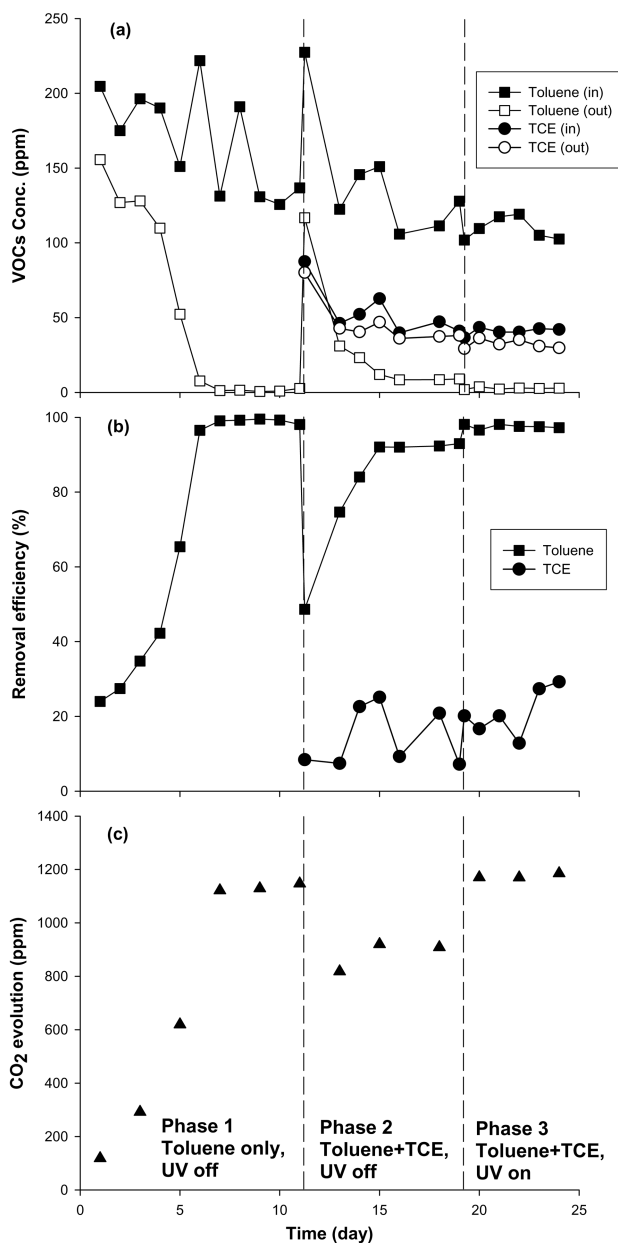 (a)
250
200
150
100
50
0
VOCs Conc. (ppm)
Toluene (in)
Toluene (out)
TCE (in)
TCE (out)
(b)
100
80
60
40
20
0
Removal efficiency (%)
Toluene
TCE
(c)
1400
1200
1000
800
600
400
200
0
CO2 evolution (ppm)
Phase 1
Toluene only,
UV off
Phase 2
Toluene+TCE,
UV off
Phase 3
Toluene+TCE,
UV on
0 5 10 15 20 25
Time (day)